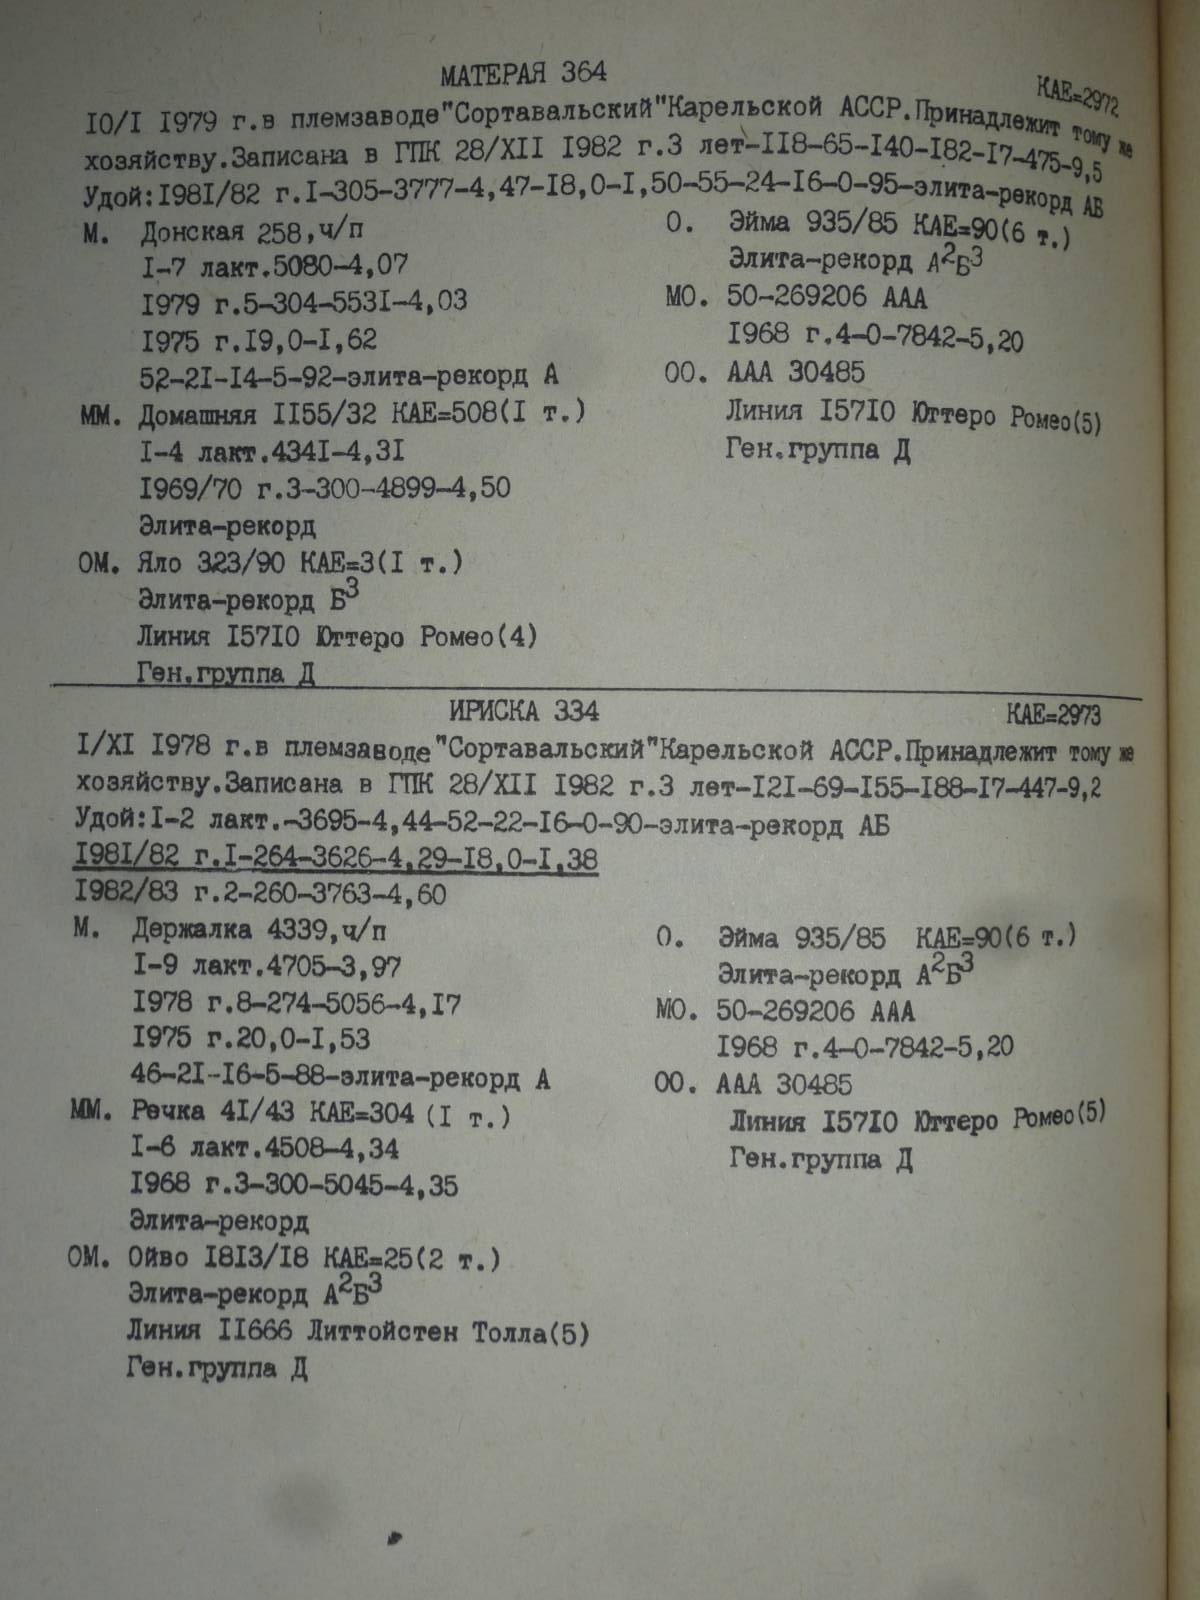 МАТЕРАЯ 364
КАЕ=2972
IO/I I979 г.в племзаводе"Сортавальский"Карельской АССР.Принадлежит тому же
хозяйству.Записана в ГПК 28/XII I982 г.3 лет-II8-65-I40-I82-I7-475-9,5
Удой:I98I/82 г.I-305-3777-4,47-I8,0-I,50-55-24-I6-0-95-элита-рекорд АБ
М. Донская 258,ч/п
I-7 лакт.5080-4,07
I979 г.5-304-553I-4,03
I975 г.I9,0-I,62
52-2I-I4-5-92-элита-рекорд А
ММ. Домашняя II55/32 КАЕ=508(I т.)
I-4 лакт.434I-4,3I
I969/70 г.3-300-4899-4,50
Элита-рекорд
ОМ. Яло 323/90 КАЕ=3(I т.)
Элита-рекорд Б³
Линия I57I0 Юттеро Ромео(4)
Ген.группа Д
О. Эйма 935/85 КАЕ=90(6 т.)
Элита-рекорд А²Б³
МО. 50-269206 ААА
I968 г.4-0-7842-5,20
ОО. ААА 30485
Линия I57I0 Юттеро Ромео(5)
Ген.группа Д
ИРИСКА 334
КАЕ=2973
I/XI I978 г.в племзаводе"Сортавальский"Карельской АССР.Принадлежит тому же
хозяйству.Записана в ГПК 28/XII I982 г.3 лет-I2I-69-I55-I88-I7-447-9,2
Удой:I-2 лакт.-3695-4,44-52-22-I6-0-90-элита-рекорд АБ
I98I/82 г.I-264-3626-4,29-I8,0-I,38
I982/83 г.2-260-3763-4,60
М. Держалка 4339,ч/п
I-9 лакт.4705-3,97
I978 г.8-274-5056-4,I7
I975 г.20,0-I,53
46-2I-I6-5-88-элита-рекорд А
ММ. Речка 4I/43 КАЕ=304 (I т.)
I-6 лакт.4508-4,34
I968 г.3-300-5045-4,35
Элита-рекорд
ОМ. Ойво I8I3/I8 КАЕ=25(2 т.)
Элита-рекорд А²Б³
Линия II666 Литтойстен Толла(5)
Ген.группа Д
О. Эйма 935/85 КАЕ=90(6 т.)
Элита-рекорд А²Б³
МО. 50-269206 ААА
I968 г.4-0-7842-5,20
ОО. ААА 30485
Линия I57I0 Юттеро Ромео(5)
Ген.группа Д